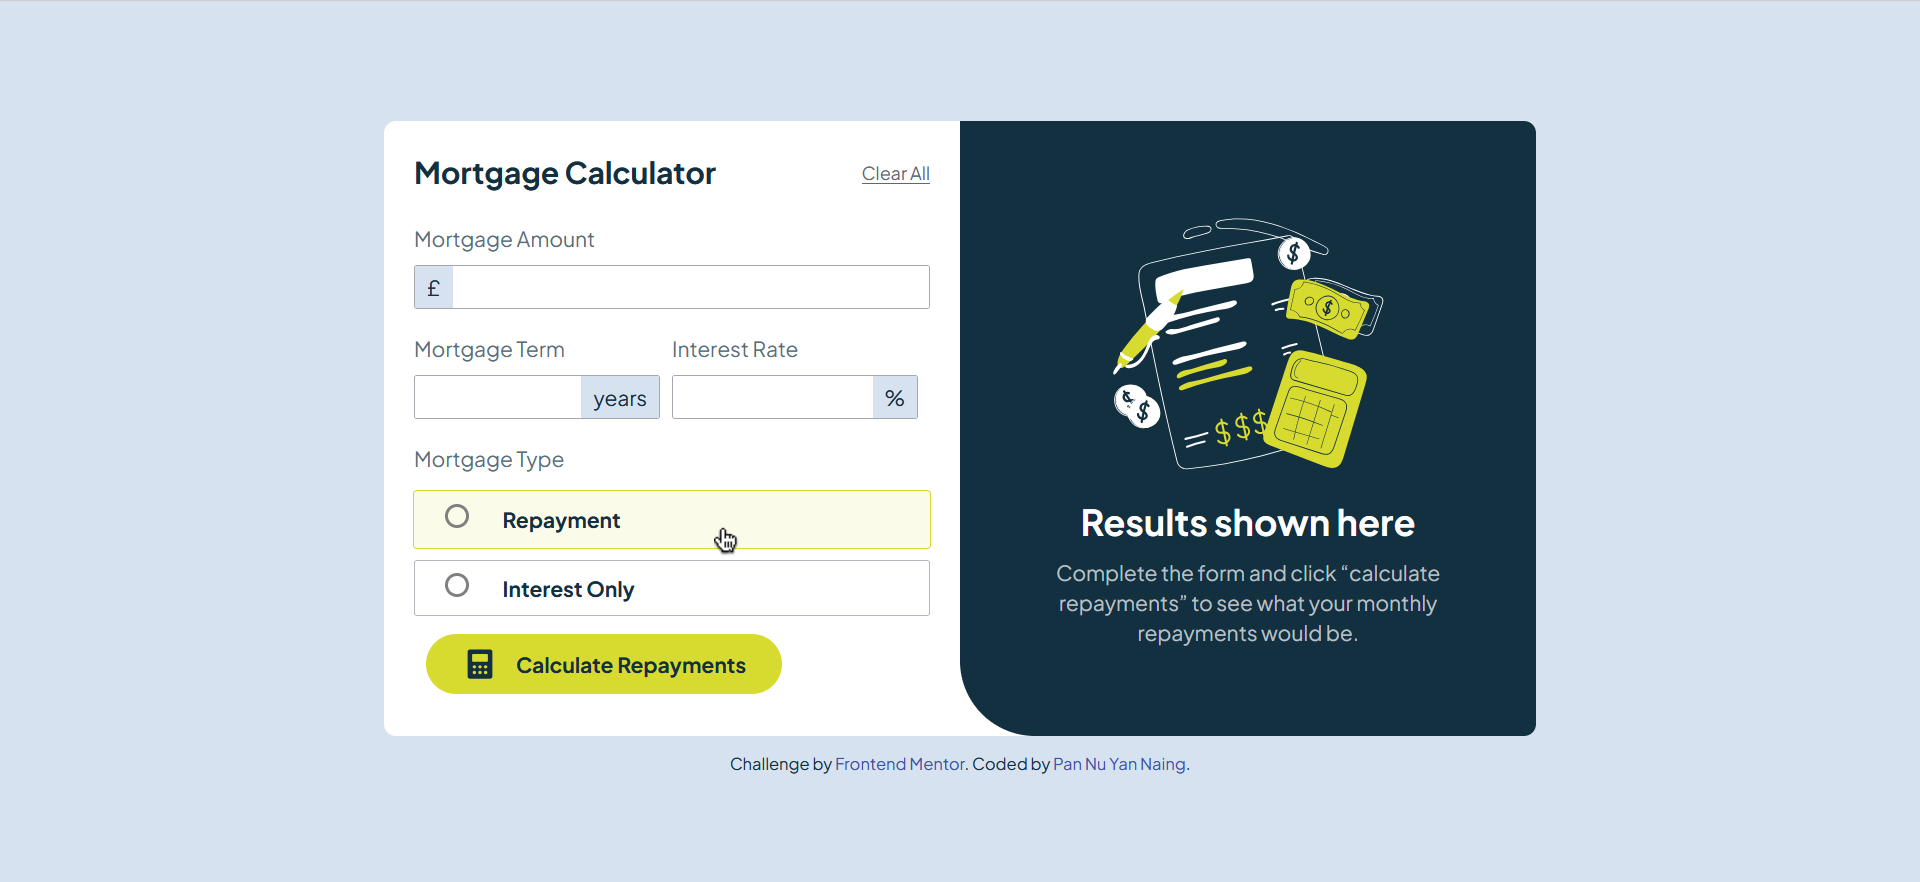 Mortgage Calculator
Clear All
Mortgage Amount
£
Mortgage Term
Interest Rate
years
%
Mortgage Type
Repayment
Interest Only
Calculate Repayments
$
$
$
$
$$$
Results shown here
Complete the form and click “calculate
repayments” to see what your monthly
repayments would be.
Challenge by Frontend Mentor. Coded by Pan Nu Yan Naing.